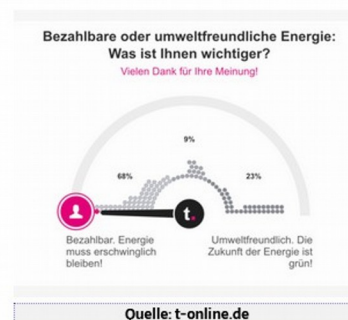 Bezahlbare oder umweltfreundliche Energie:
Was ist Ihnen wichtiger?
Vielen Dank für Ihre Meinung!
9%
68%
23%
t.
Bezahlbar. Energie
muss erschwinglich
bleiben!
Umweltfreundlich. Die
Zukunft der Energie ist
grün!
Quelle: t-online.de